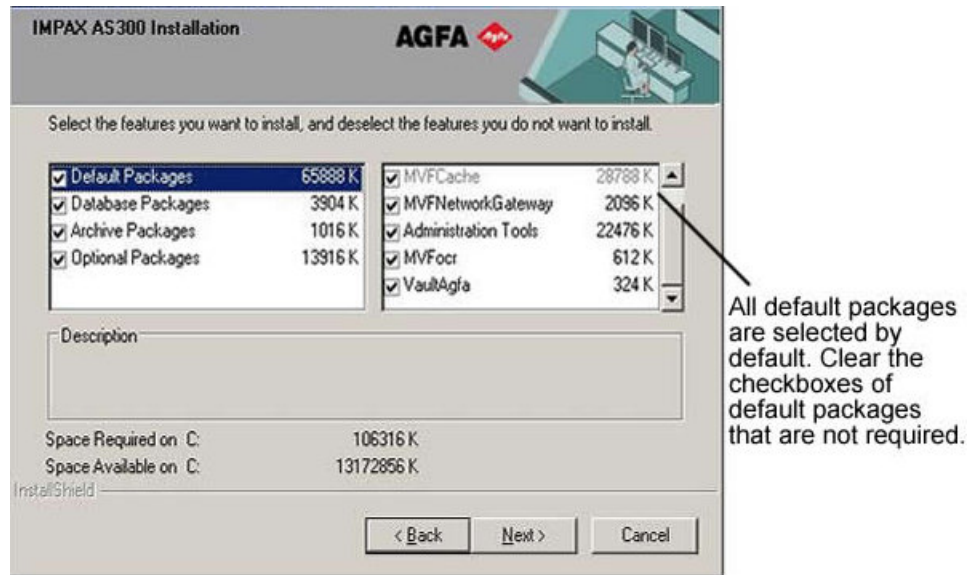 IMPAX AS300 Installation
AGFA
Select the features you want to install, and deselect the features you do not want to install.
Default Packages 65888 K
Database Packages 3904 K
Archive Packages 1016 K
Optional Packages 13916 K
MVFCache 28788 K
MVFNetworkGateway 2096 K
Administration Tools 22476 K
MVFocr 612 K
VaultAgfa 324 K
All default packages
are selected by
default. Clear the
checkboxes of
default packages
that are not required.
Description
Space Required on C: 106316 K
Space Available on C: 13172856 K
InstallShield
< Back
Next >
Cancel